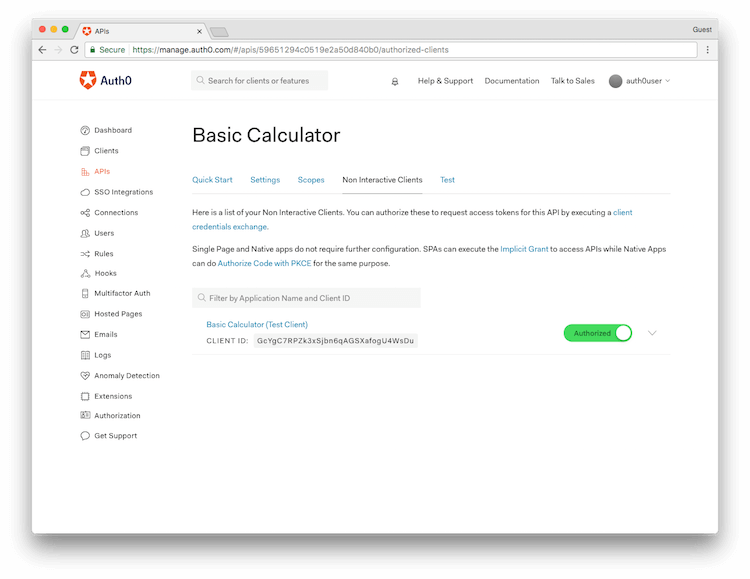 APIs
Guest
Secure https://manage.auth0.com/#/apis/59651294c0519e2a50d840b0/authorized-clients
Auth0
Search for clients or features
Help & Support
Documentation
Talk to Sales
auth0user
Dashboard
Clients
APIs
SSO Integrations
Connections
Users
Rules
Hooks
Multifactor Auth
Hosted Pages
Emails
Logs
Anomaly Detection
Extensions
Authorization
Get Support
Basic Calculator
Quick Start
Settings
Scopes
Non Interactive Clients
Test
Here is a list of your Non Interactive Clients. You can authorize these to request access tokens for this API by executing a client
credentials exchange.
Single Page and Native apps do not require further configuration. SPAs can execute the Implicit Grant to access APIs while Native Apps
can do Authorize Code with PKCE for the same purpose.
Filter by Application Name and Client ID
Basic Calculator (Test Client)
CLIENT ID: GcYgC7RPZk3xSjbn6qAGSXafogU4WsDu
Authorized